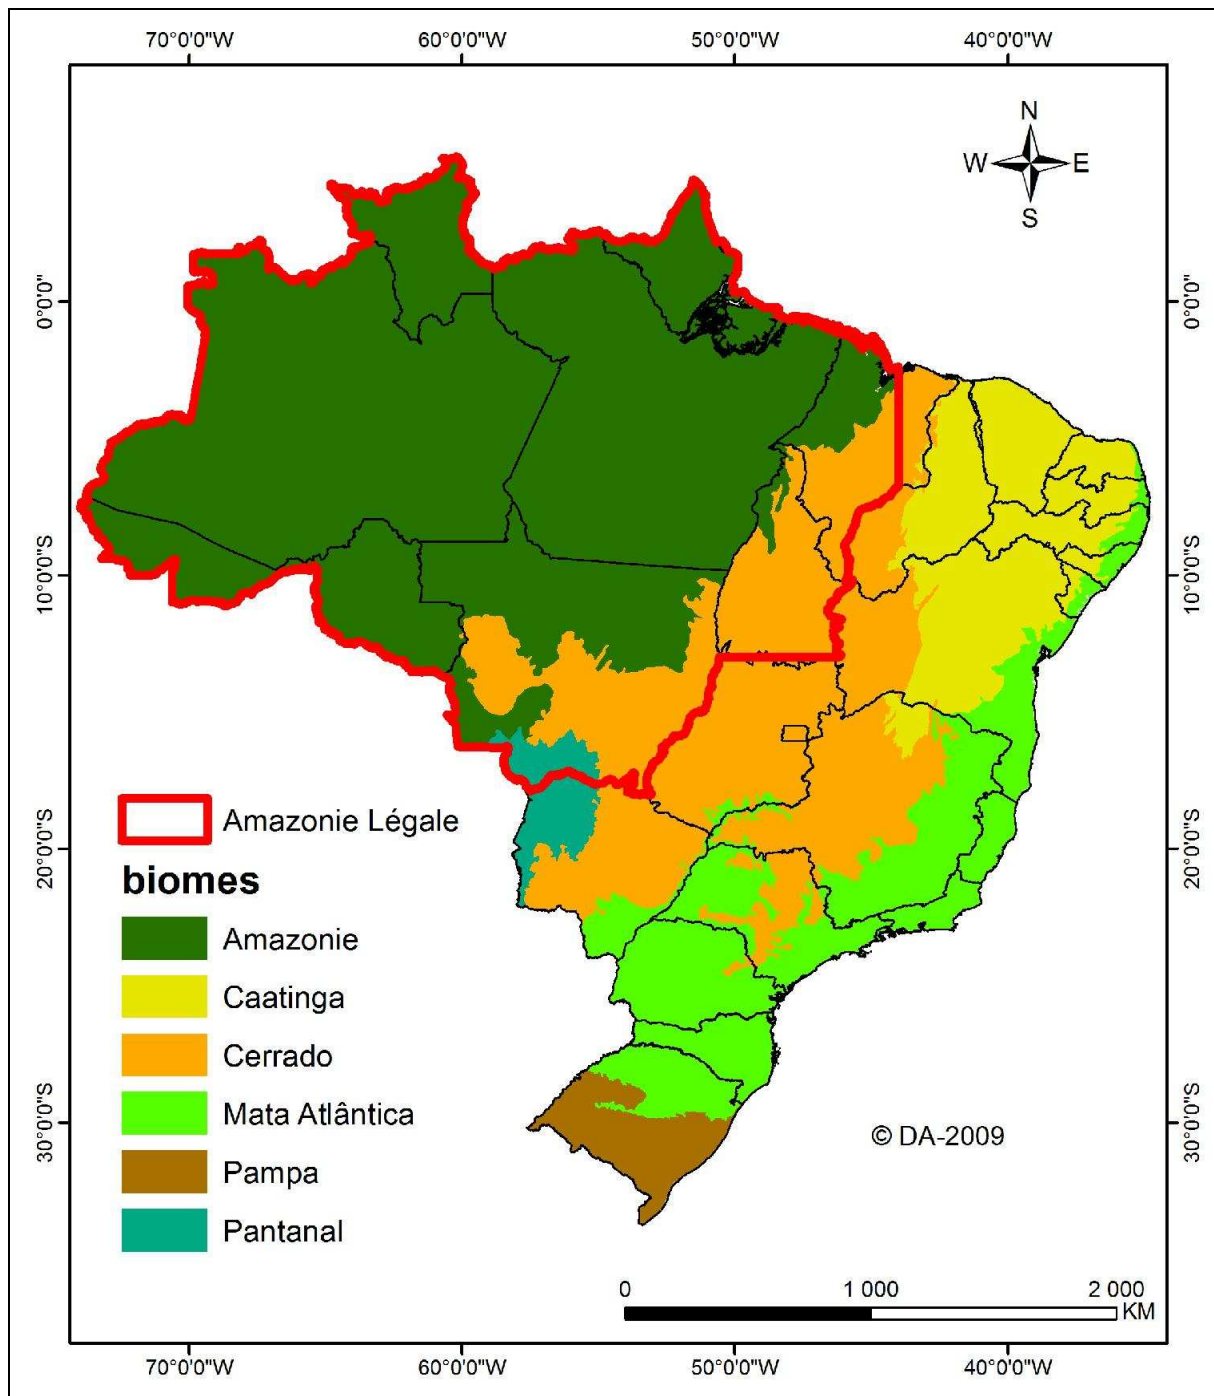 70°0'0"W 60°0'0"W 50°0'0"W 40°0'0"W
N
W E
S
0°0'0" 0°0'0"
10°0'0"S 10°0'0"S
Amazonie Légale
20°0'0"S 20°0'0"S
biomes
Amazonie
Caatinga
Cerrado
Mata Atlântica
30°0'0"S 30°0'0"S
© DA-2009
Pampa
Pantanal
0 1 000 2 000
KM
70°0'0"W 60°0'0"W 50°0'0"W 40°0'0"W